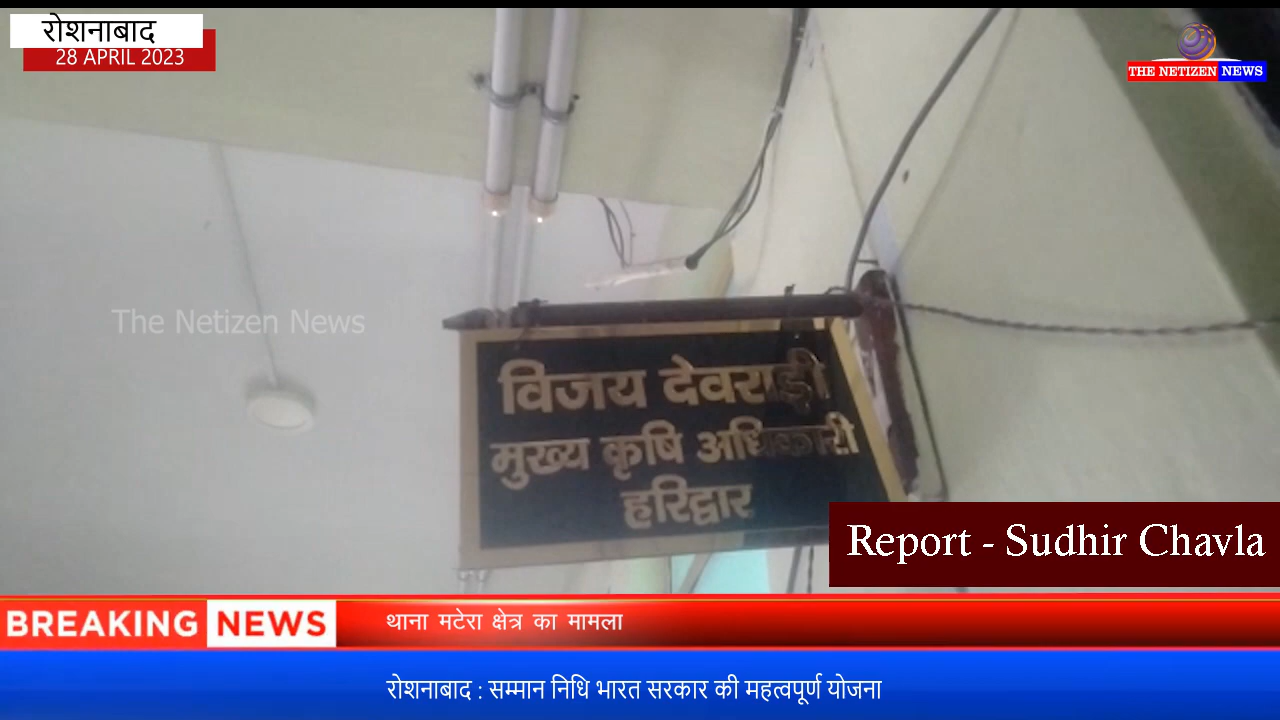 रोशनाबाद
28 APRIL 2023
THE NETIZEN NEWS
The Netizen News
विजय देवराड़ी
मुख्य कृषि अधिकारी
हरिद्वार
Report - Sudhir Chavla
BREAKING NEWS
थाना मटेरा क्षेत्र का मामला
रोशनाबाद : सम्मान निधि भारत सरकार की महत्वपूर्ण योजना